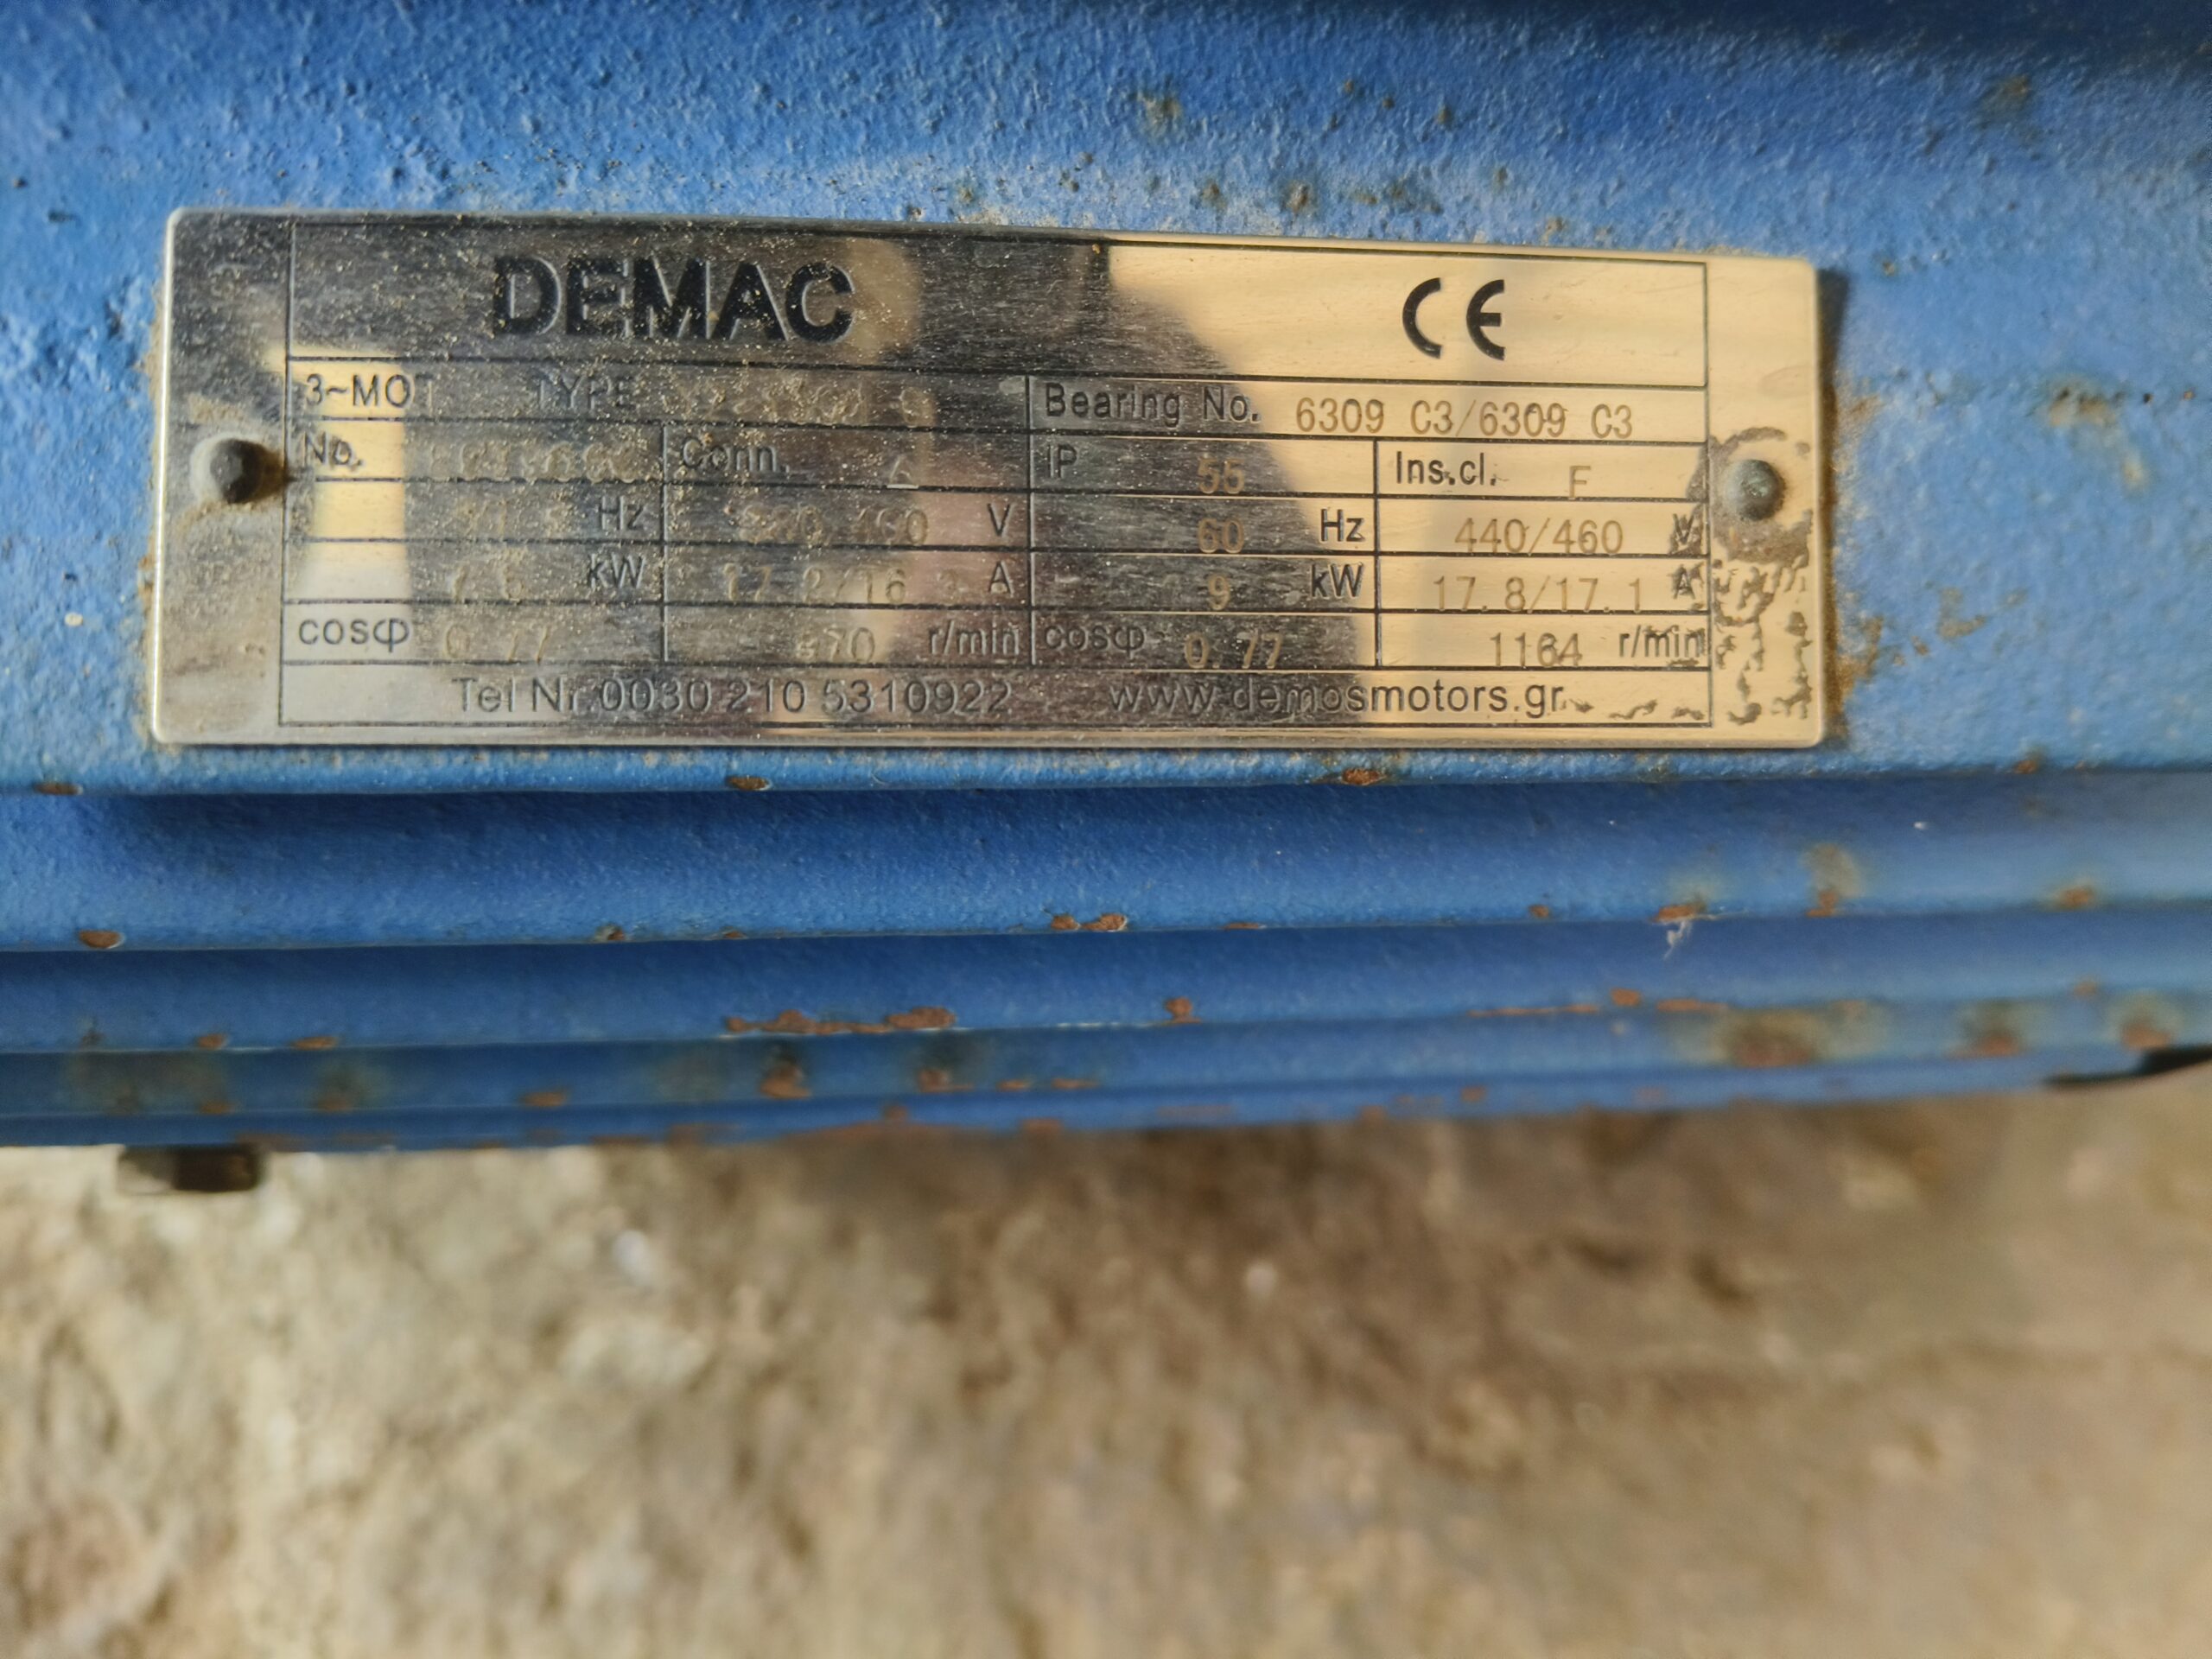 DEMAC CE
3~MOT TYPE Bearing No. 6309 C3/6309 C3
No. Conn. Δ IP 55 Ins.cl. F
Hz V 60 Hz 440/460 V
kW A 9 kW 17.8/17.1 A
cosφ 0.77 r/min cosφ 0.77 1164 r/min
Tel Nr.0030 210 5310922 www.demosmotors.gr